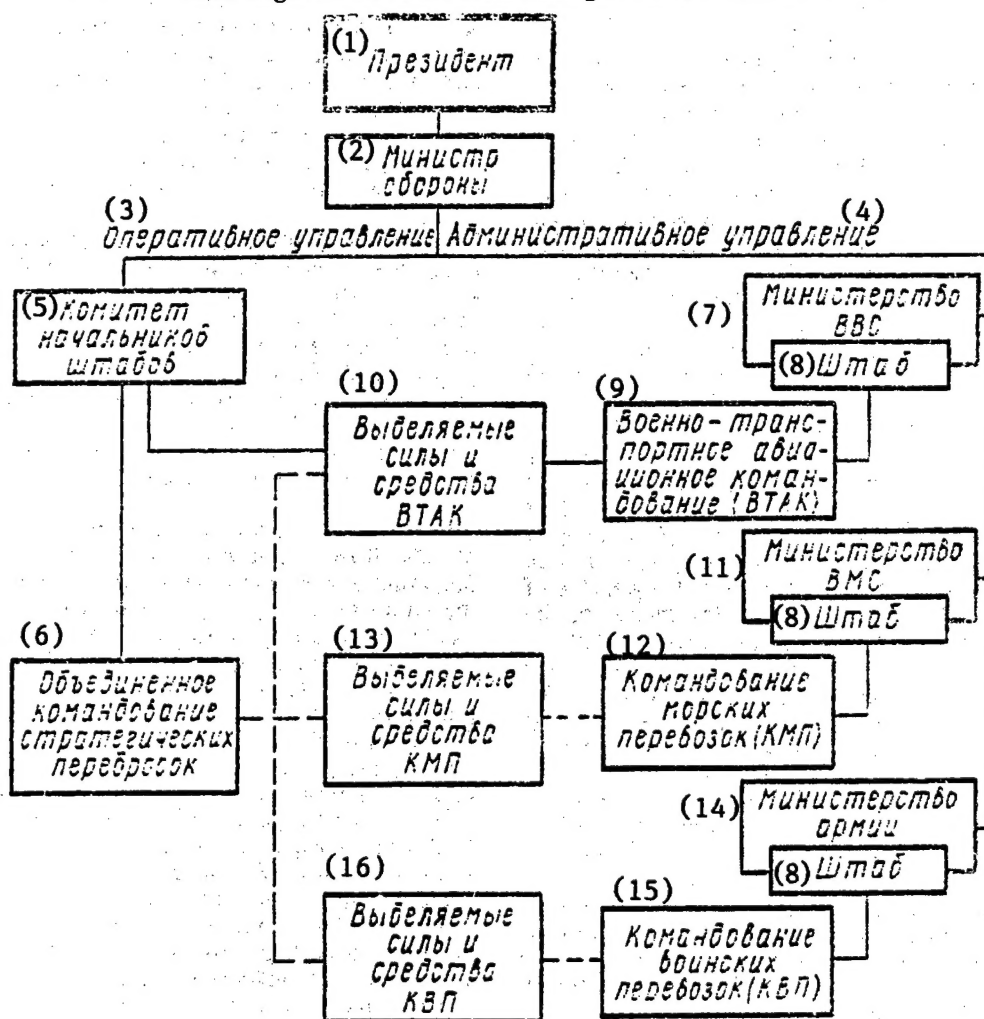 (1) Президент
(2) Министр
обороны
(3)
(4)
Оперативное управление Административное управление
(5) Комитет
начальников
штабов
(7)
Министерство
ВВС
(8) Штаб
(10)
Выделяемые
силы и
средства
ВТАК
(9)
Военно-транс-
портное авиа-
ционное коман-
дование (ВТАК)
(11)
Министерство
ВМС
(8) Штаб
(6)
Объединенное
командование
стратегических
перебросок
(13)
Выделяемые
силы и
средства
КМП
(12)
Командование
морских
перевозок (КМП)
(14)
Министерство
армии
(8) Штаб
(16)
Выделяемые
силы и
средства
КВП
(15)
Командование
воинских
перевозок (КВП)